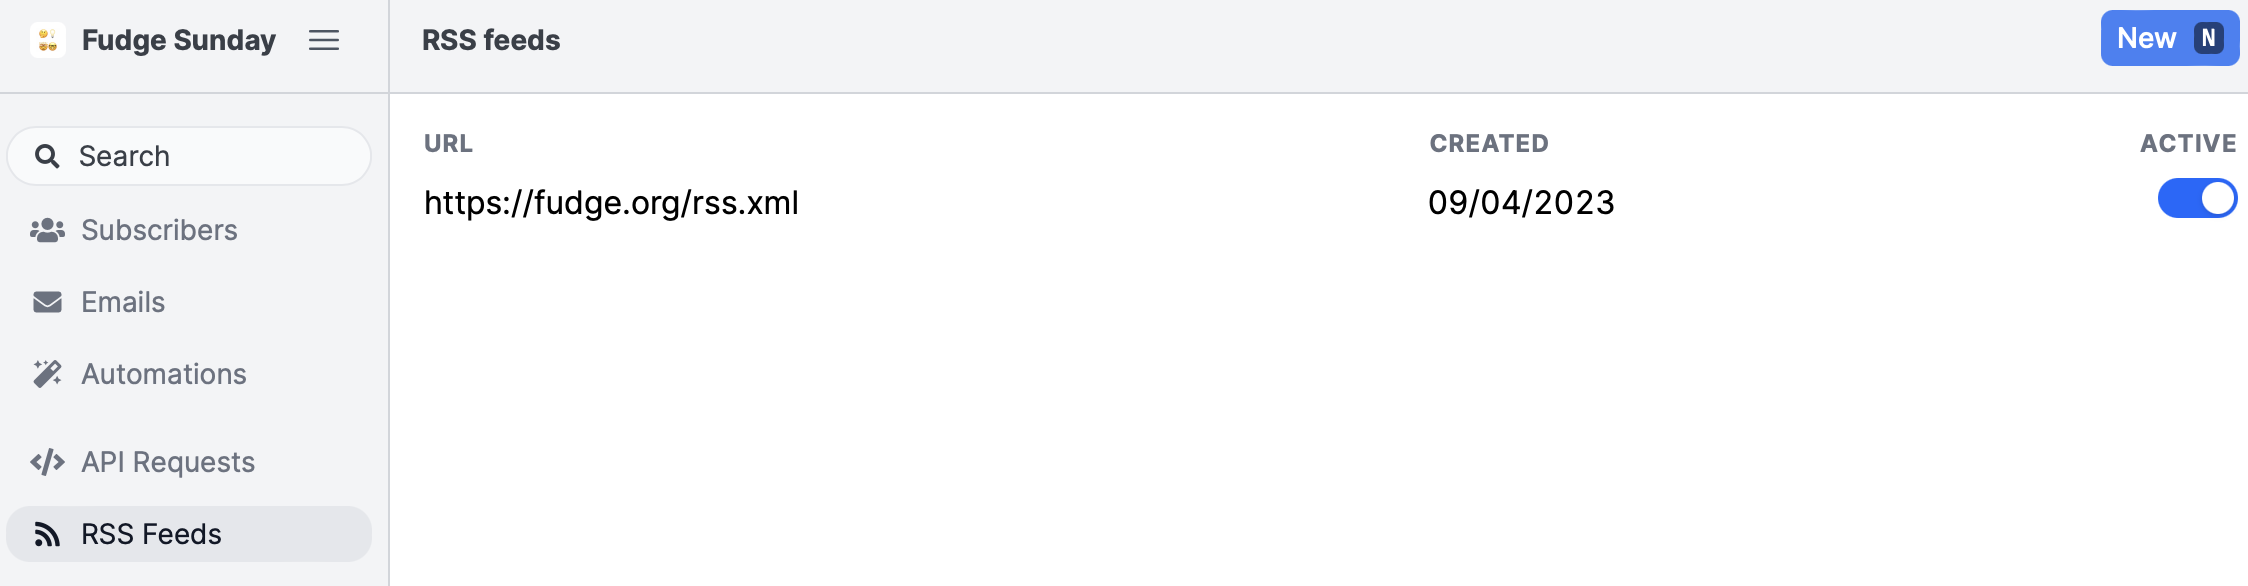 Fudge Sunday
RSS feeds
New N
Search
Subscribers
Emails
Automations
API Requests
RSS Feeds
URL CREATED ACTIVE
https://fudge.org/rss.xml 09/04/2023